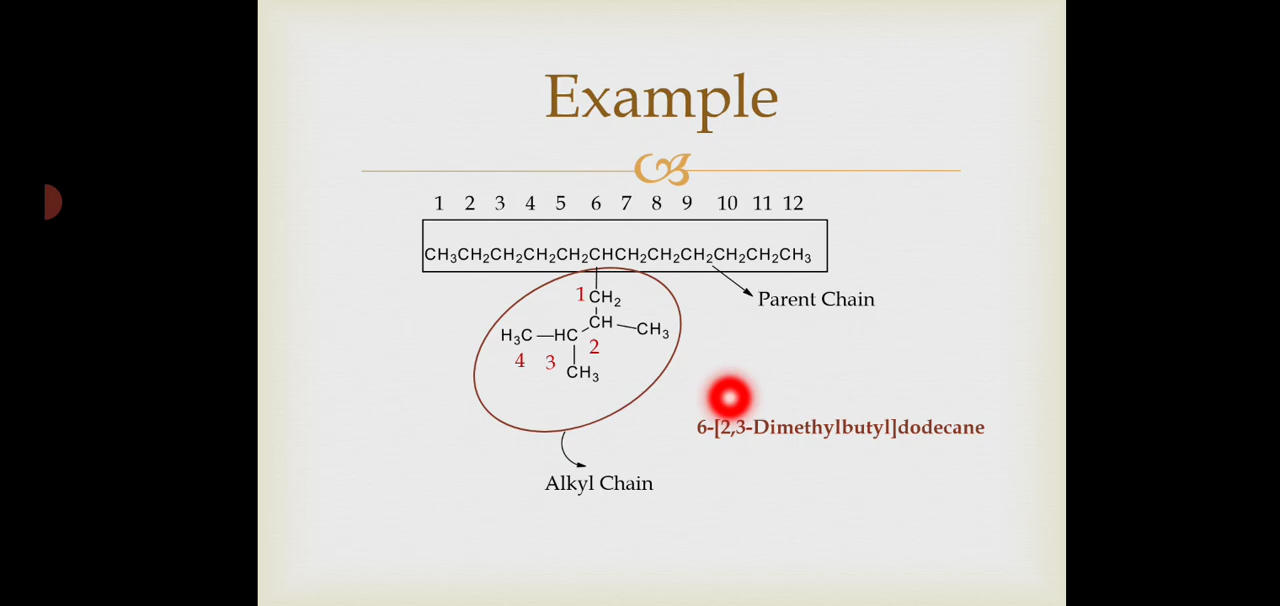 Example
1 2 3 4 5 6 7 8 9 10 11 12
CH₃CH₂CH₂CH₂CH₂CHCH₂CH₂CH₂CH₂CH₂CH₃
1 CH₂
Parent Chain
CH CH₃
H₃C HC
2
4 3
CH₃
6-[2,3-Dimethylbutyl]dodecane
Alkyl Chain